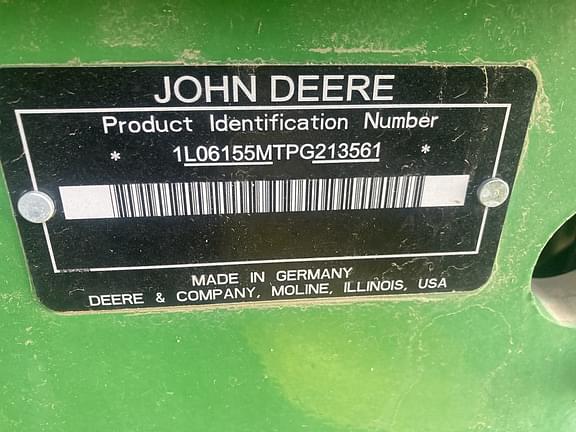 JOHN DEERE
Product Identification Number
* 1L06155MTPG213561 *
MADE IN GERMANY
DEERE & COMPANY, MOLINE, ILLINOIS, USA